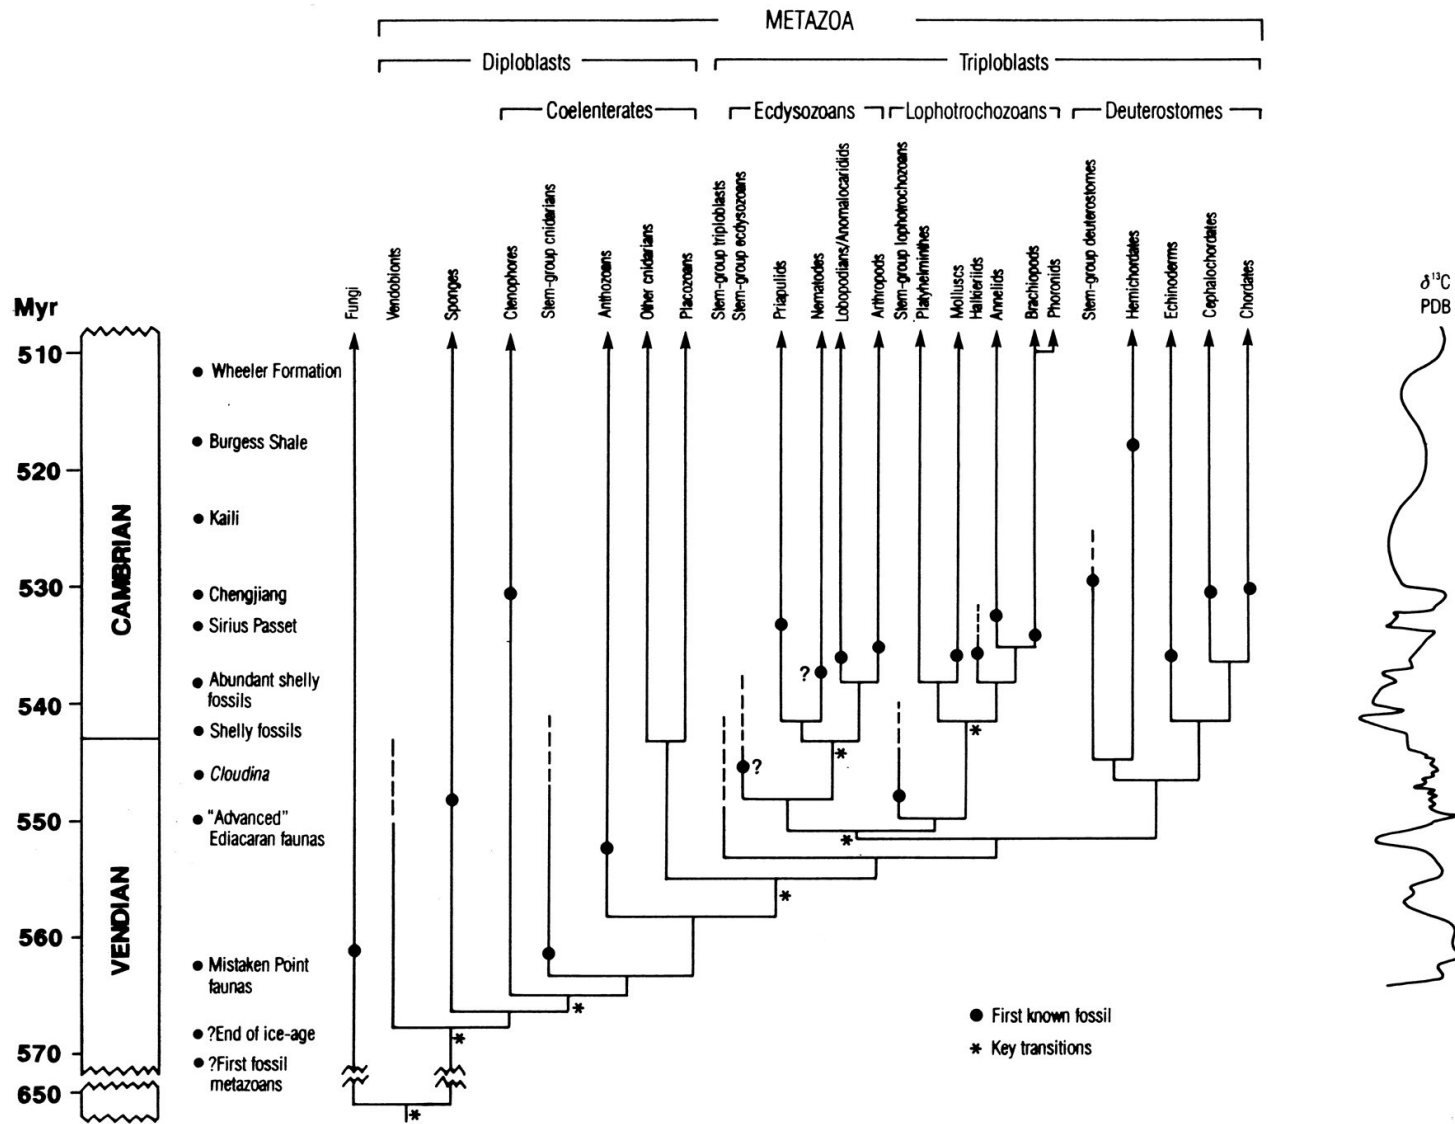 METAZOA
Diploblasts
Triploblasts
Coelenterates
Ecdysozoans
Lophotrochozoans
Deuterostomes
Fungi
Vendobionts
Sponges
Ctenophores
Stem-group cnidarians
Anthozoans
Other cnidarians
Placozoans
Stem-group triploblasts
Stem-group ecdysozoans
Priapulids
Nematodes
Lobopodians/Anomalocaridids
Arthropods
Stem-group lophotrochozoans
Platyhelminthes
Molluscs
Halkieriids
Annelids
Brachiopods
Phoronids
Stem-group deuterostomes
Hemichordates
Echinoderms
Cephalochordates
Chordates
δ¹³C
PDB
Myr
510
520
530
540
550
560
570
650
CAMBRIAN
VENDIAN
Wheeler Formation
Burgess Shale
Kaili
Chengjiang
Sirius Passet
Abundant shelly
fossils
Shelly fossils
Cloudina
"Advanced"
Ediacaran faunas
Mistaken Point
faunas
?End of ice-age
?First fossil
metazoans
?
?
● First known fossil
* Key transitions